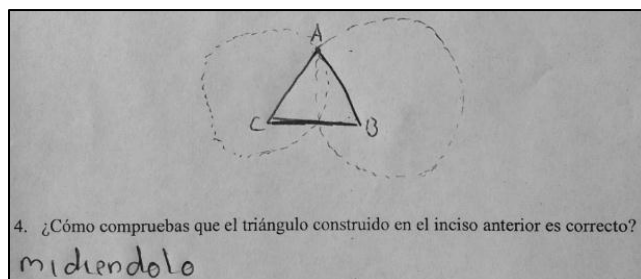 A
C B
4. ¿Cómo compruebas que el triángulo construido en el inciso anterior es correcto?
midiendolo